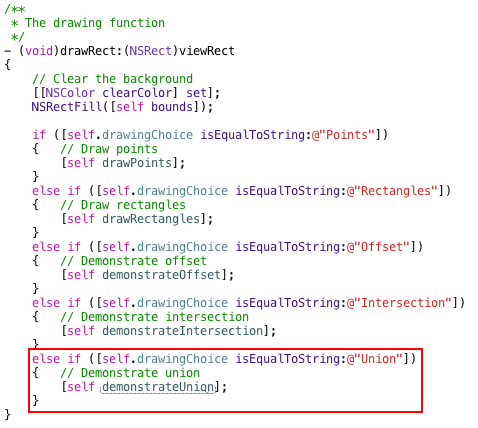 /**
 * The drawing function
 */
- (void)drawRect:(NSRect)viewRect
{
    // Clear the background
    [[NSColor clearColor] set];
    NSRectFill([self bounds]);

    if ([self.drawingChoice isEqualToString:@"Points"])
    {   // Draw points
        [self drawPoints];
    }
    else if ([self.drawingChoice isEqualToString:@"Rectangles"])
    {   // Draw rectangles
        [self drawRectangles];
    }
    else if ([self.drawingChoice isEqualToString:@"Offset"])
    {   // Demonstrate offset
        [self demonstrateOffset];
    }
    else if ([self.drawingChoice isEqualToString:@"Intersection"])
    {   // Demonstrate intersection
        [self demonstrateIntersection];
    }
    else if ([self.drawingChoice isEqualToString:@"Union"])
    {   // Demonstrate union
        [self demonstrateUnion];
    }
}